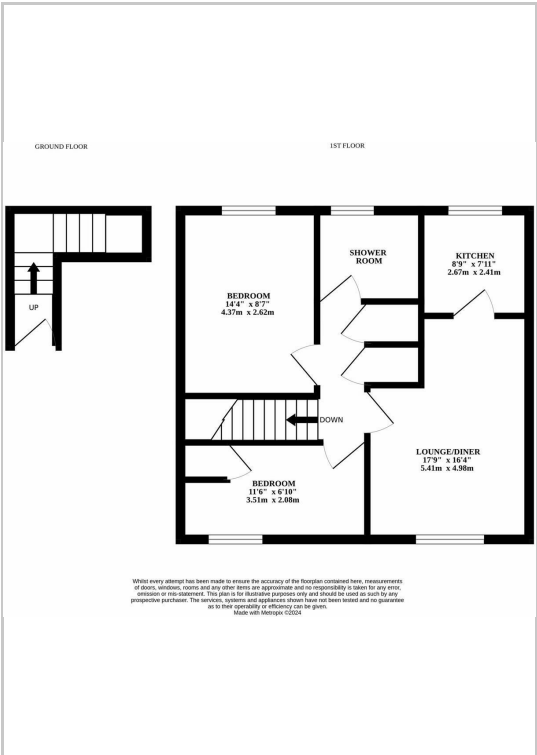 GROUND FLOOR
1ST FLOOR
UP
BEDROOM
14'4" x 8'7"
4.37m x 2.62m
SHOWER
ROOM
KITCHEN
8'9" x 7'11"
2.67m x 2.41m
DOWN
LOUNGE/DINER
17'9" x 16'4"
5.41m x 4.98m
BEDROOM
11'6" x 6'10"
3.51m x 2.08m
Whilst every attempt has been made to ensure the accuracy of the floorplan contained here, measurements
of doors, windows, rooms and any other items are approximate and no responsibility is taken for any error,
omission or mis-statement. This plan is for illustrative purposes only and should be used as such by any
prospective purchaser. The services, systems and appliances shown have not been tested and no guarantee
as to their operability or efficiency can be given.
Made with Metropix ©2024